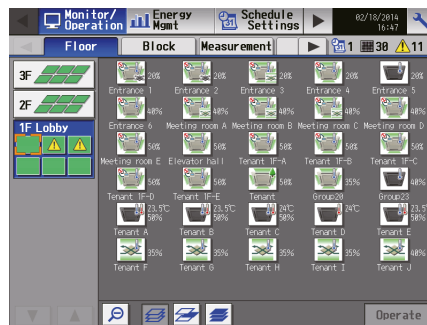 Monitor/ Operation Energy Mgmt Schedule Settings 02/18/2014 16:47
Floor Block Measurement 31 1 30 11
3F
2F
1F Lobby
20% 20% 20% 20% 20%
Entrance 1 Entrance 2 Entrance 3 Entrance 4 Entrance 5
40% 40% 40% 40% 40%
Entrance 6 Meeting room A Meeting room B Meeting room C Meeting room D
50% 50% 50% 50% 50%
Meeting room E Elevator hall Tenant 1F-A Tenant 1F-B Tenant 1F-C
50% 50% 50% 35% 40%
Tenant 1F-D Tenant 1F-E Tenant Group20 Group23
23.5℃ 50% 23.5℃ 50% 24℃ 50% 24℃ 23.5℃ 50%
Tenant A Tenant B Tenant C Tenant D Tenant E
35% 35% 35% 35% 40%
Tenant F Tenant G Tenant H Tenant I Tenant J
Operate